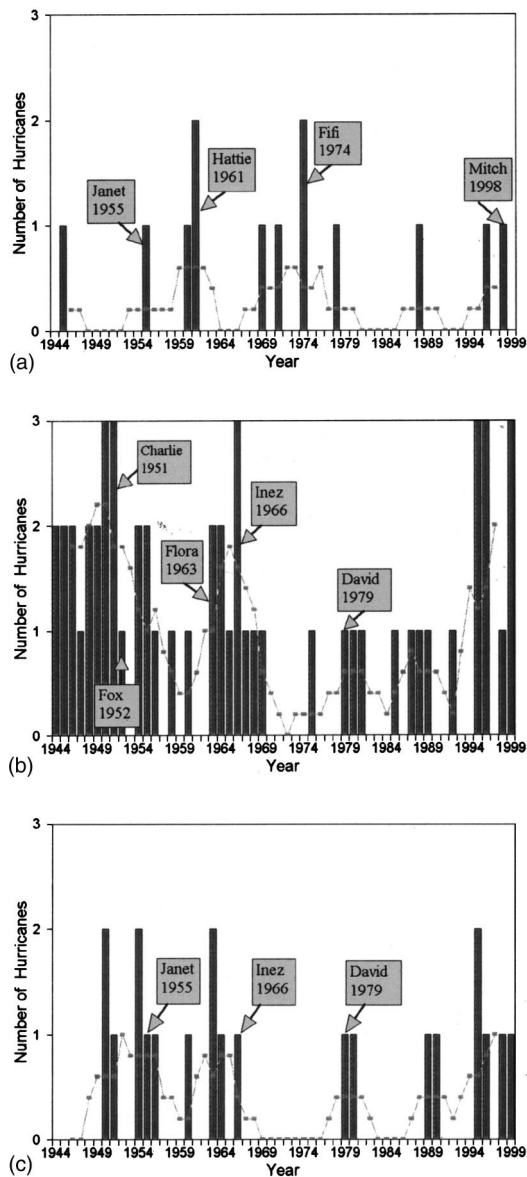 3
2
1
0
Number of Hurricanes
Janet
1955
Hattie
1961
Fifi
1974
Mitch
1998
1944 1949 1954 1959 1964 1969 1974 1979 1984 1989 1994 1999
Year
(a)
3
2
1
0
Number of Hurricanes
Charlie
1951
Inez
1966
Flora
1963
David
1979
Fox
1952
1944 1949 1954 1959 1964 1969 1974 1979 1984 1989 1994 1999
Year
(b)
3
2
1
0
Number of Hurricanes
Janet
1955
Inez
1966
David
1979
1944 1949 1954 1959 1964 1969 1974 1979 1984 1989 1994 1999
Year
(c)